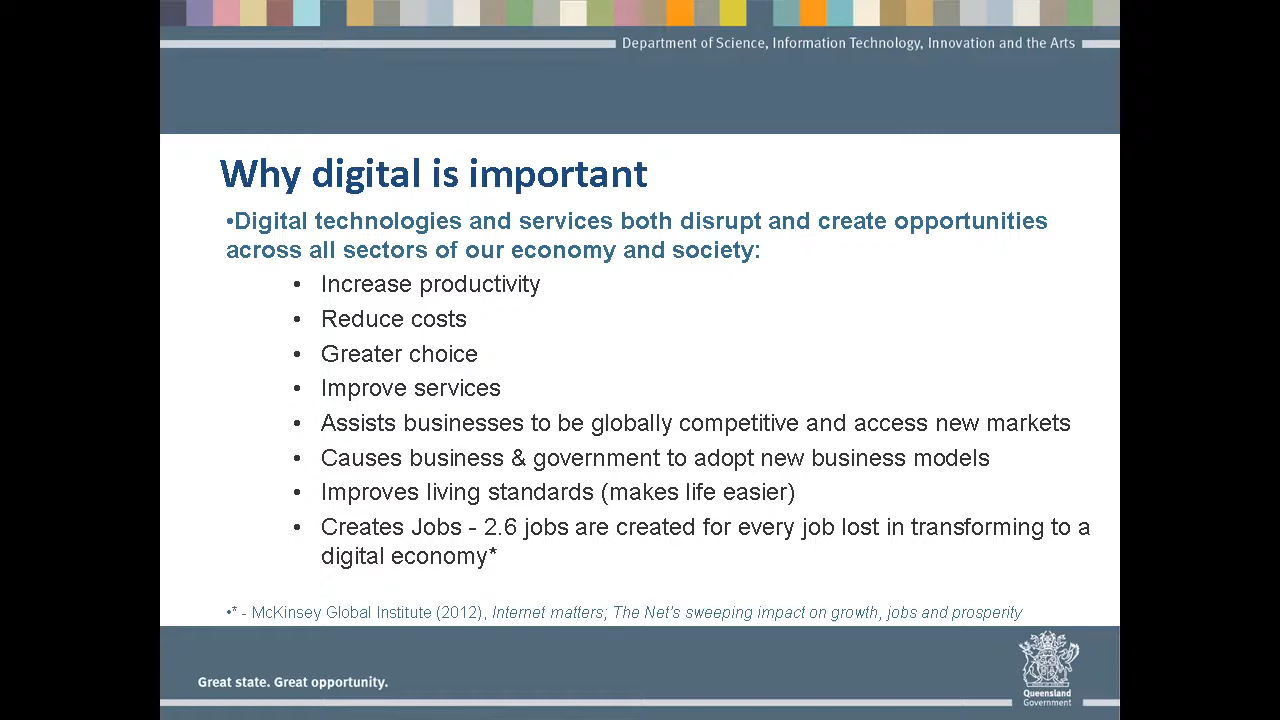 Department of Science, Information Technology, Innovation and the Arts
Why digital is important
•Digital technologies and services both disrupt and create opportunities
across all sectors of our economy and society:
• Increase productivity
• Reduce costs
• Greater choice
• Improve services
• Assists businesses to be globally competitive and access new markets
• Causes business & government to adopt new business models
• Improves living standards (makes life easier)
• Creates Jobs - 2.6 jobs are created for every job lost in transforming to a
digital economy*
•* - McKinsey Global Institute (2012), Internet matters; The Net's sweeping impact on growth, jobs and prosperity
Great state. Great opportunity.
Queensland
Government